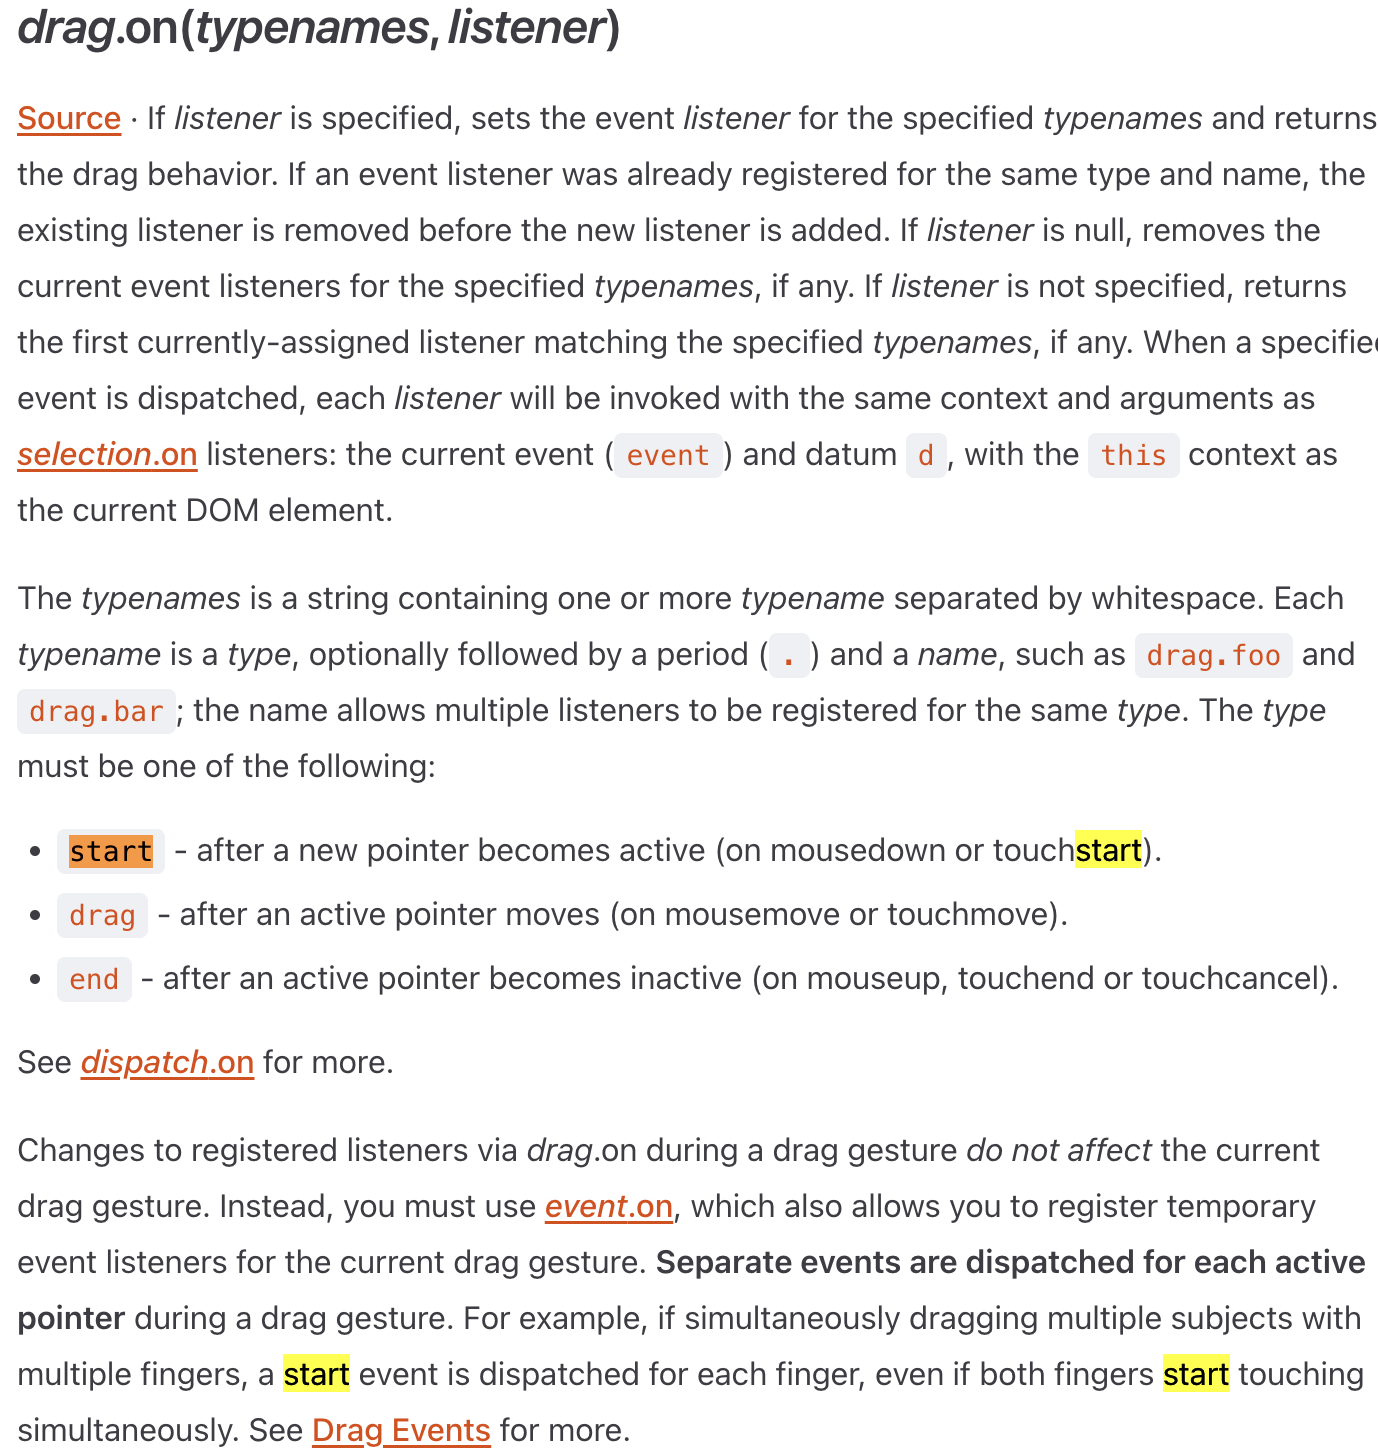 drag.on(typenames, listener)
Source · If listener is specified, sets the event listener for the specified typenames and returns
the drag behavior. If an event listener was already registered for the same type and name, the
existing listener is removed before the new listener is added. If listener is null, removes the
current event listeners for the specified typenames, if any. If listener is not specified, returns
the first currently-assigned listener matching the specified typenames, if any. When a specified
event is dispatched, each listener will be invoked with the same context and arguments as
selection.on listeners: the current event (event) and datum d, with the this context as
the current DOM element.
The typenames is a string containing one or more typename separated by whitespace. Each
typename is a type, optionally followed by a period (.) and a name, such as drag.foo and
drag.bar; the name allows multiple listeners to be registered for the same type. The type
must be one of the following:
• start - after a new pointer becomes active (on mousedown or touchstart).
• drag - after an active pointer moves (on mousemove or touchmove).
• end - after an active pointer becomes inactive (on mouseup, touchend or touchcancel).
See dispatch.on for more.
Changes to registered listeners via drag.on during a drag gesture do not affect the current
drag gesture. Instead, you must use event.on, which also allows you to register temporary
event listeners for the current drag gesture. Separate events are dispatched for each active
pointer during a drag gesture. For example, if simultaneously dragging multiple subjects with
multiple fingers, a start event is dispatched for each finger, even if both fingers start touching
simultaneously. See Drag Events for more.